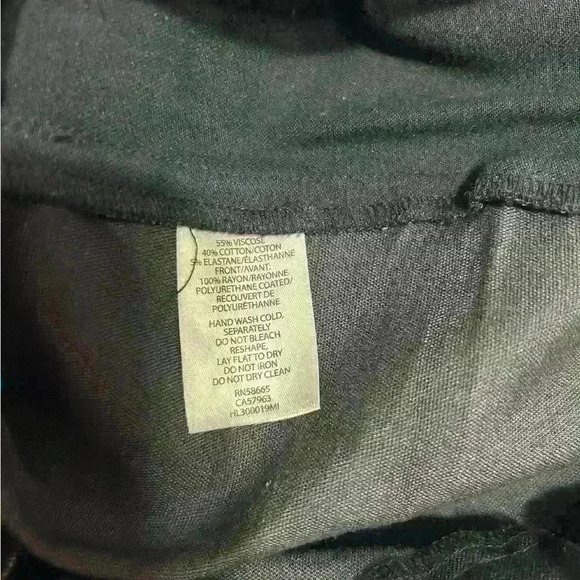 55% VISCOSE
40% COTTON/COTON
5% ELASTANE/ÉLASTHANNE
FRONT/AVANT:
100% RAYON/RAYONNE
POLYURETHANE COATED/
RECOUVERT DE
POLYURÉTHANNE
HAND WASH COLD,
SEPARATELY
DO NOT BLEACH
RESHAPE,
LAY FLAT TO DRY
DO NOT IRON
DO NOT DRY CLEAN
RN58665
CA57963
HL300019MI